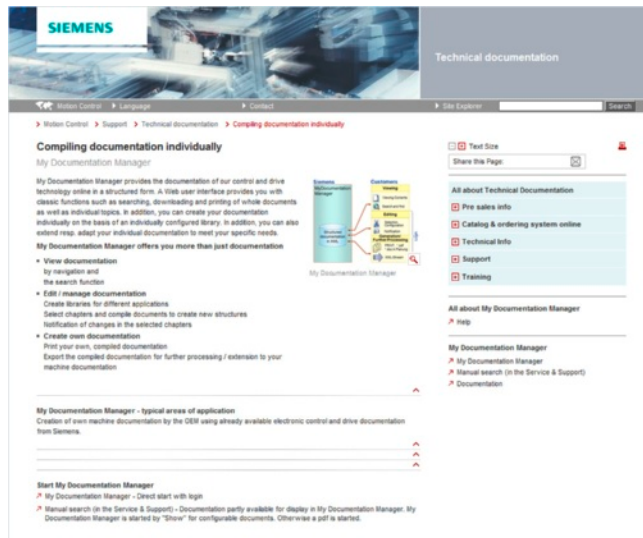 SIEMENS
Technical documentation
Motion Control Language Contact Site Explorer Search
Motion Control Support Technical documentation Compiling documentation individually
Compiling documentation individually
My Documentation Manager
My Documentation Manager provides the documentation of our control and drive
technology online in a structured form. A Web user interface provides you with
classic functions such as searching, downloading and printing of whole documents
as well as individual topics. In addition, you can create your documentation
individually on the basis of an individually configured library. In addition, you can also
extend resp. adapt your individual documentation to meet your specific needs.
My Documentation Manager offers you more than just documentation
View documentation
by navigation and
the search function
Edit / manage documentation
Create libraries for different applications
Select chapters and compile documents to create new structures
Notification of changes in the selected chapters
Create own documentation
Print your own, compiled documentation
Export the compiled documentation for further processing / extension to your
machine documentation
Siemens Customers
My Documentation
Manager
Viewing
Editing
Structured
documentation
Further Processing
My Documentation Manager
My Documentation Manager - typical areas of application
Creation of own machine documentation by the OEM using already available electronic control and drive documentation
from Siemens.
Start My Documentation Manager
My Documentation Manager - Direct start with login
Manual search (in the Service & Support) - Documentation partly available for display in My Documentation Manager. My
Documentation Manager is started by "Show" for configurable documents. Otherwise a pdf is started.
Text Size
Share this Page:
All about Technical Documentation
Pre sales info
Catalog & ordering system online
Technical Info
Support
Training
All about My Documentation Manager
Help
My Documentation Manager
My Documentation Manager
Manual search (in the Service & Support)
Documentation